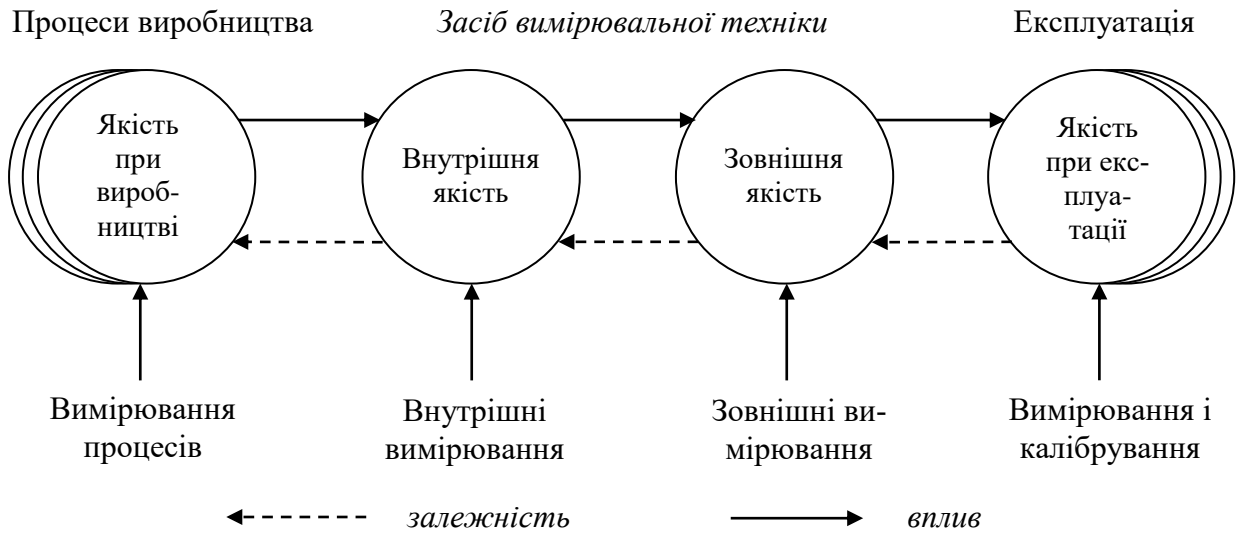 Процеси виробництва
Засіб вимірювальної техніки
Експлуатація
Якість
при
вироб-
ництві
Внутрішня
якість
Зовнішня
якість
Якість
при екс-
плуа-
тації
Вимірювання
процесів
Внутрішні
вимірювання
Зовнішні ви-
мірювання
Вимірювання і
калібрування
залежність
вплив